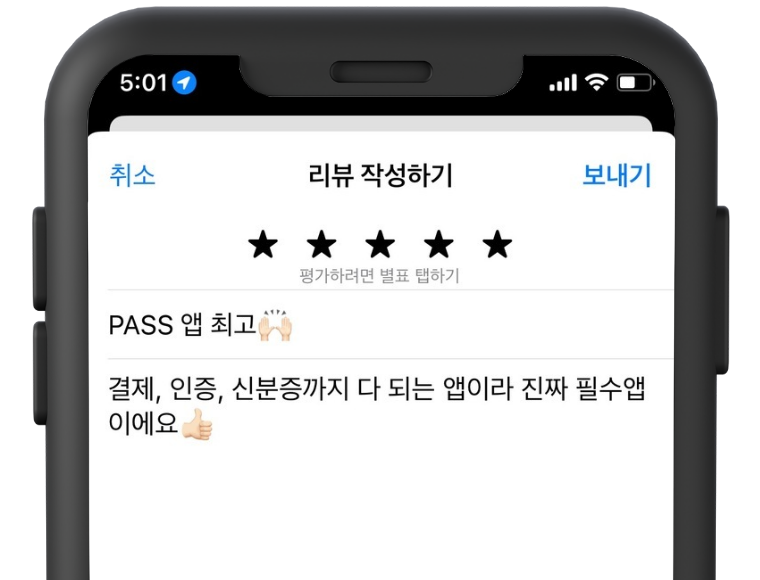 5:01
취소 리뷰 작성하기 보내기
평가하려면 별표 탭하기
PASS 앱 최고🙌🏻
결제, 인증, 신분증까지 다 되는 앱이라 진짜 필수앱
이에요👍🏻